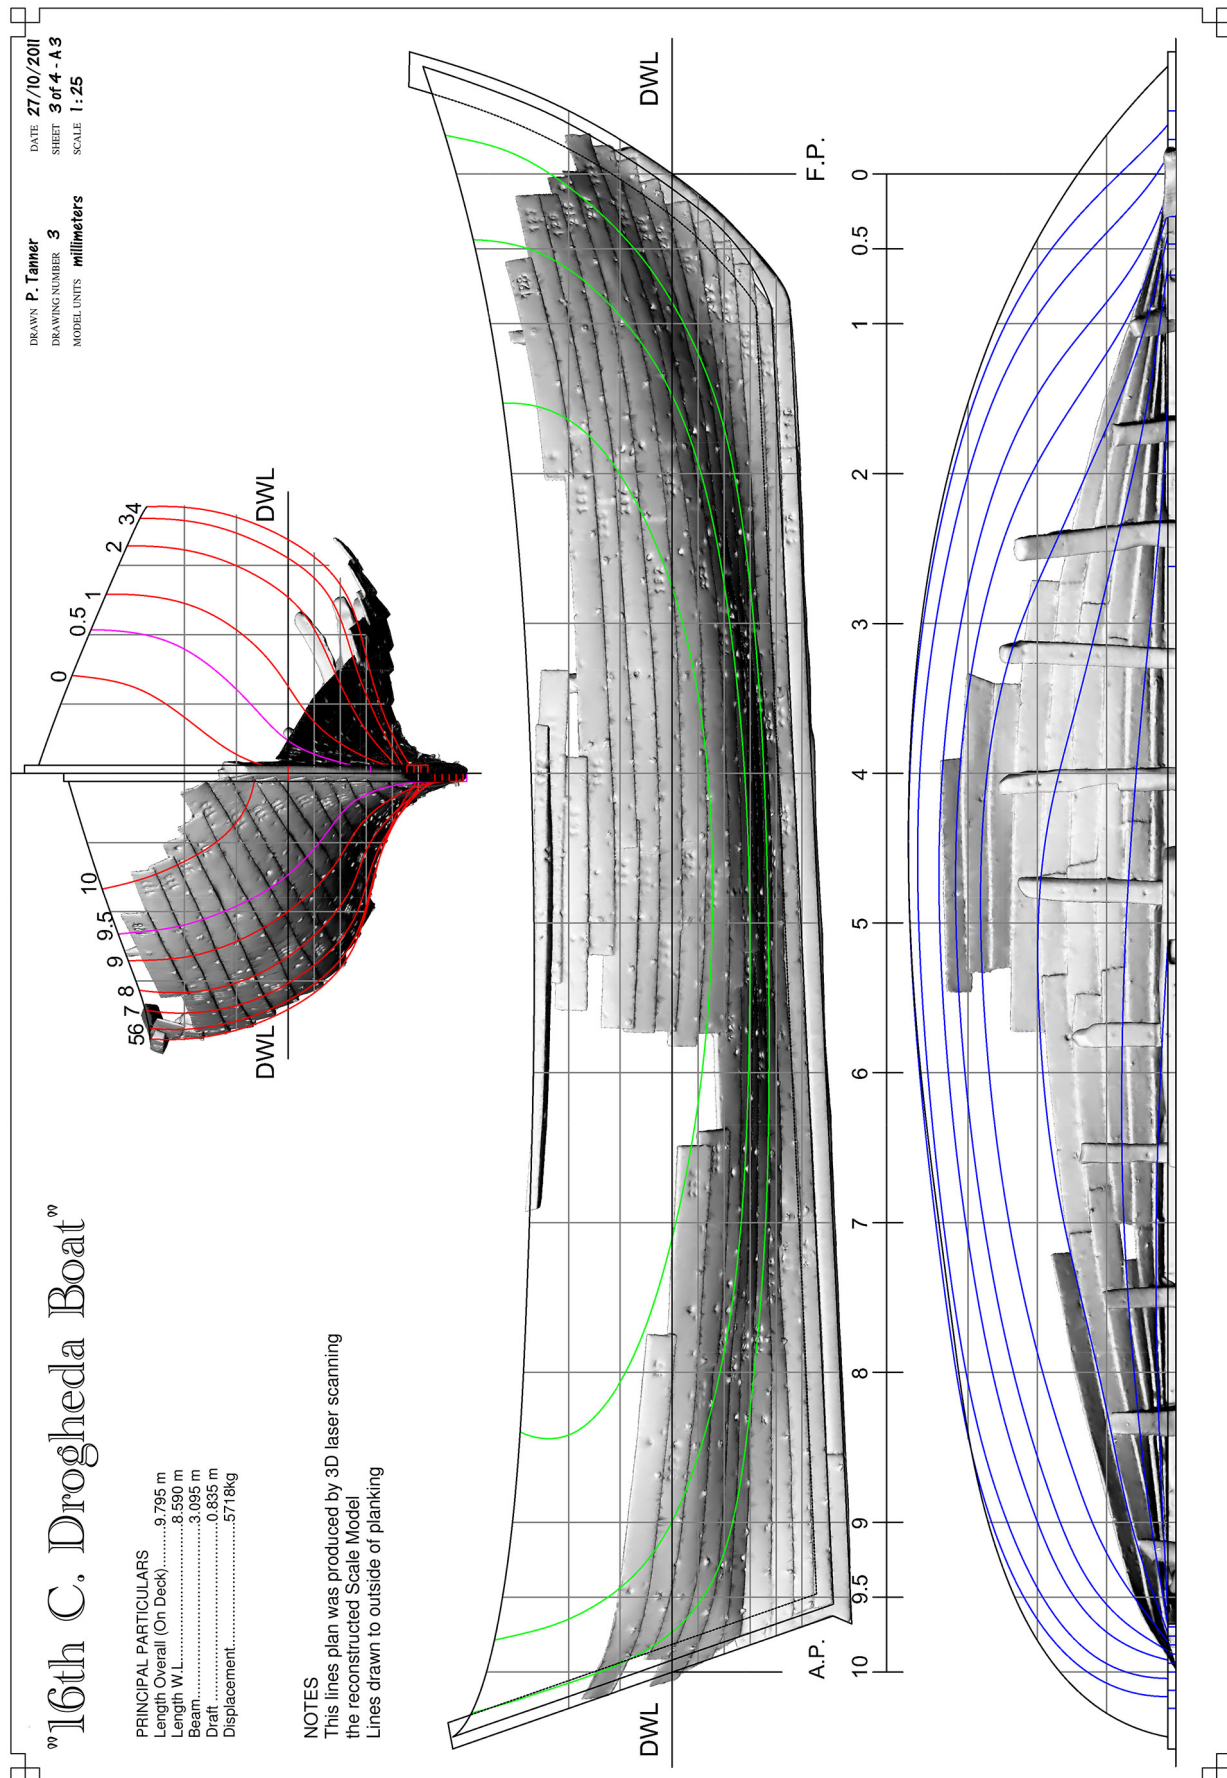 "16th C. Drogheda Boat"
DRAWN P. Tanner
DATE 27/10/2011
DRAWING NUMBER 3
SHEET 3 of 4 - A3
MODEL UNITS millimeters
SCALE 1:25
PRINCIPAL PARTICULARS
Length Overall (On Deck).........9.795 m
Length W.L...............................8.590 m
Beam........................................3.095 m
Draft ........................................0.835 m
Displacement...........................5718kg
NOTES
This lines plan was produced by 3D laser scanning
the reconstructed Scale Model
Lines drawn to outside of planking
56 7 8 9 9.5 10 0 0.5 1 2 34
DWL DWL
DWL DWL
A.P. F.P.
10 9.5 9 8 7 6 5 4 3 2 1 0.5 0